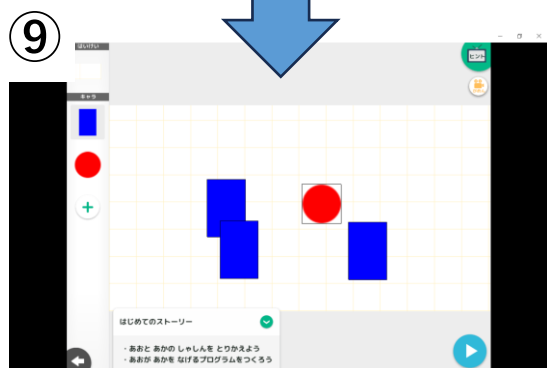 ⑨
はいけい
ヒント
キャラ
はじめてのストーリー
・あおと あかの しゃしんを とりかえよう
・あおが あかを なげるプログラムをつくろう